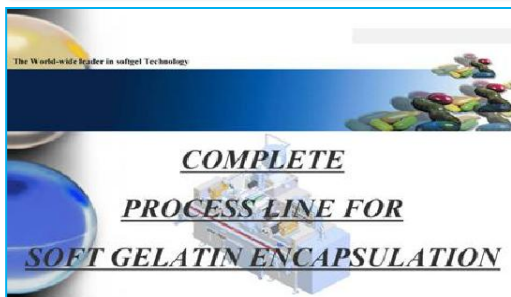 The World-wide leader in softgel Technology
COMPLETE
PROCESS LINE FOR
SOFT GELATIN ENCAPSULATION